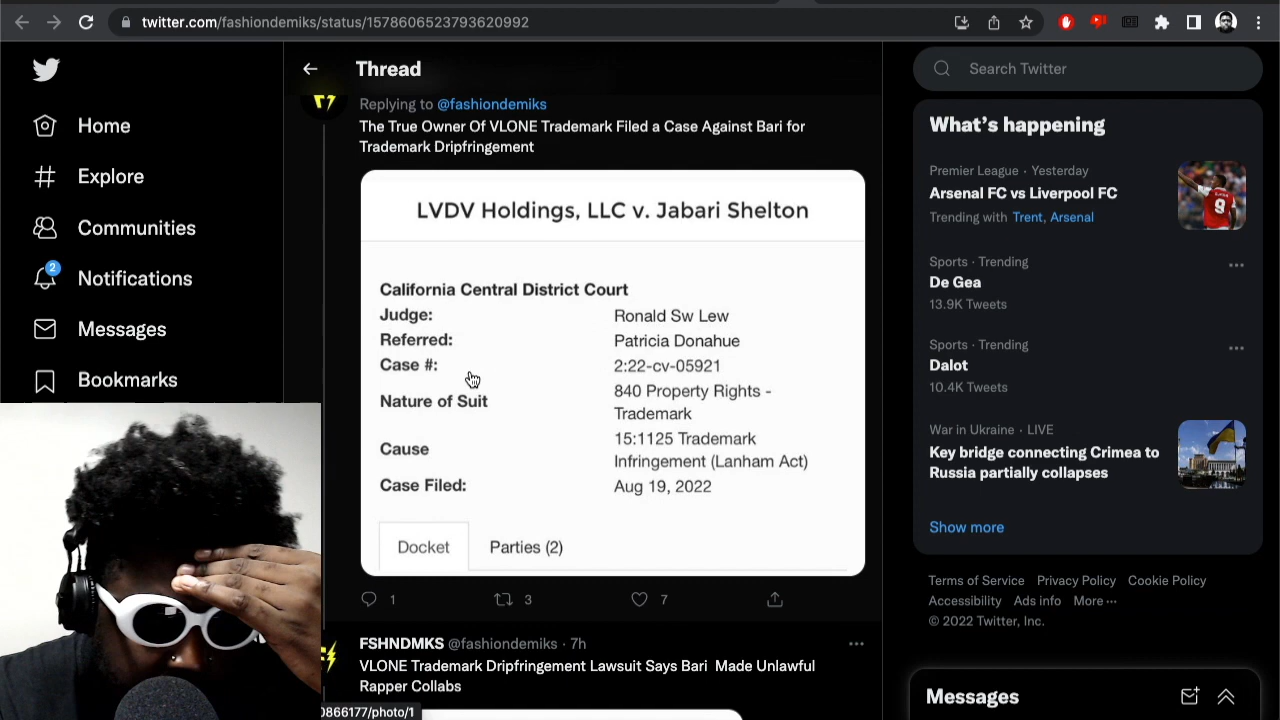 twitter.com/fashiondemiks/status/1578606523793620992
Home
Explore
Communities
2
Notifications
Messages
Bookmarks
Thread
Replying to @fashiondemiks
The True Owner Of VLONE Trademark Filed a Case Against Bari for
Trademark Dripfringement
LVDV Holdings, LLC v. Jabari Shelton
California Central District Court
Judge: Ronald Sw Lew
Referred: Patricia Donahue
Case #: 2:22-cv-05921
Nature of Suit 840 Property Rights -
Trademark
Cause 15:1125 Trademark
Infringement (Lanham Act)
Case Filed: Aug 19, 2022
Docket Parties (2)
1 3 7
FSHNDMKS @fashiondemiks · 7h
VLONE Trademark Dripfringement Lawsuit Says Bari Made Unlawful
Rapper Collabs
0866177/photo/1
Search Twitter
What's happening
Premier League · Yesterday
Arsenal FC vs Liverpool FC
Trending with Trent, Arsenal
Sports · Trending
De Gea
13.9K Tweets
Sports · Trending
Dalot
10.4K Tweets
War in Ukraine · LIVE
Key bridge connecting Crimea to
Russia partially collapses
Show more
Terms of Service Privacy Policy Cookie Policy
Accessibility Ads info More ···
© 2022 Twitter, Inc.
Messages